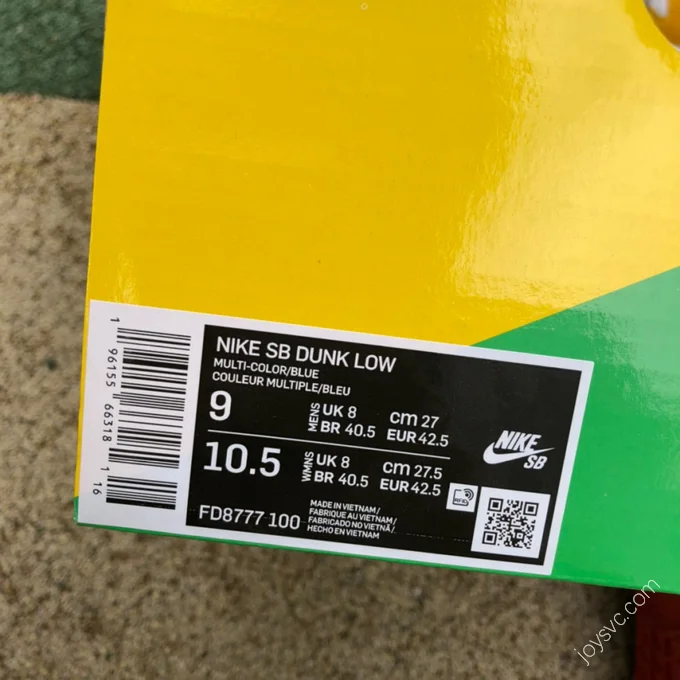 1
96155
66318
1
16
NIKE SB DUNK LOW
MULTI-COLOR/BLUE
COULEUR MULTIPLE/BLEU
9
MENS
UK 8
BR 40.5
cm 27
EUR 42.5
10.5
WMNS
UK 8
BR 40.5
cm 27.5
EUR 42.5
NIKE
SB
FD8777 100
MADE IN VIETNAM/
FABRIQUE AU VIETNAM/
FABRICADO NO VIETNÃ/
HECHO EN VIETNAM
RFID
joysvc.com